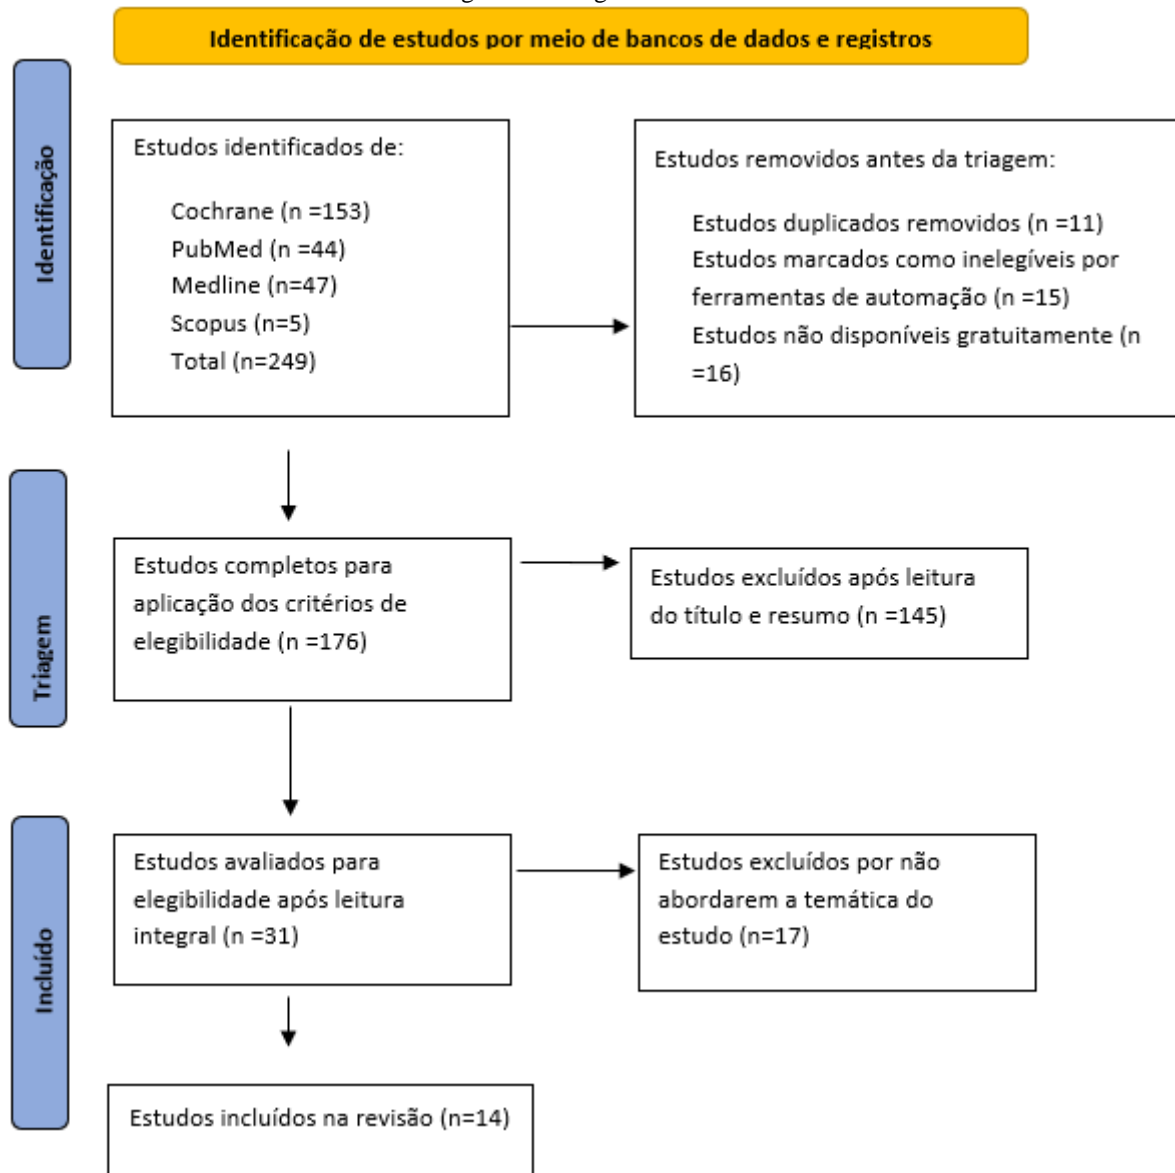 Identificação de estudos por meio de bancos de dados e registros
Identificação
Estudos identificados de:
Cochrane (n =153)
PubMed (n =44)
Medline (n=47)
Scopus (n=5)
Total (n=249)
Estudos removidos antes da triagem:
Estudos duplicados removidos (n =11)
Estudos marcados como inelegíveis por
ferramentas de automação (n =15)
Estudos não disponíveis gratuitamente (n
=16)
Triagem
Estudos completos para
aplicação dos critérios de
elegibilidade (n =176)
Estudos excluídos após leitura
do título e resumo (n =145)
Incluído
Estudos avaliados para
elegibilidade após leitura
integral (n =31)
Estudos excluídos por não
abordarem a temática do
estudo (n=17)
Estudos incluídos na revisão (n=14)